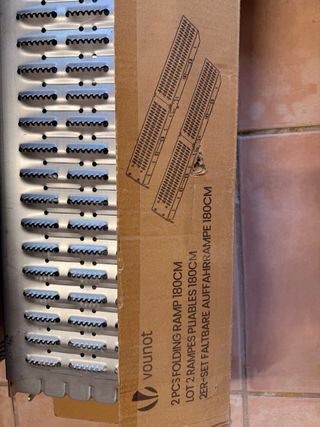 vounot
2 PCS FOLDING RAMP 180CM
LOT 2 RAMPES PLIABLES 180CM
2ER-SET FALTBARE AUFFAHRRAMPE 180CM